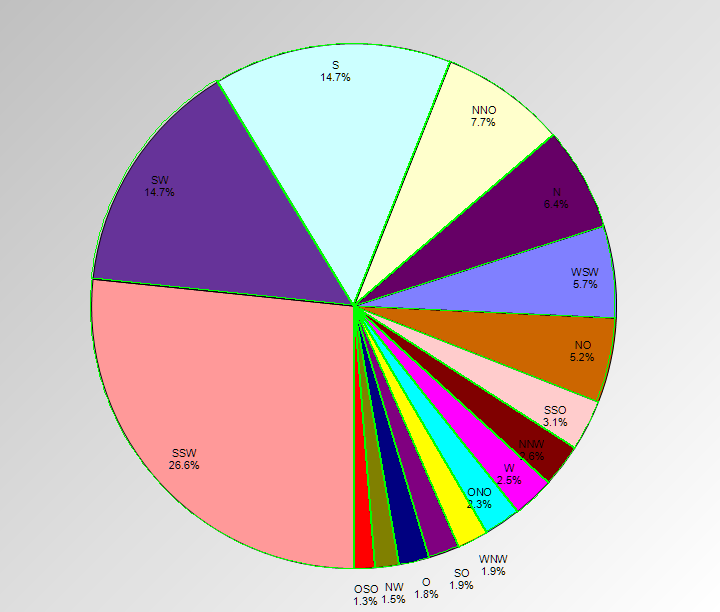 S
14.7%
NNO
7.7%
SW
14.7%
N
6.4%
WSW
5.7%
NO
5.2%
SSO
3.1%
NNW
2.6%
SSW
26.6%
W
2.5%
ONO
2.3%
WNW
1.9%
SO
1.9%
O
1.8%
NW
1.5%
OSO
1.3%